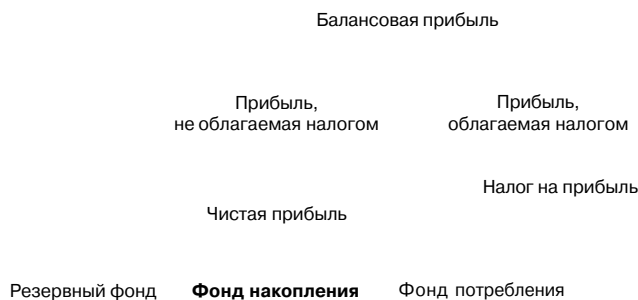 Балансовая прибыль
Прибыль,
не облагаемая налогом
Прибыль,
облагаемая налогом
Налог на прибыль
Чистая прибыль
Резервный фонд
Фонд накопления
Фонд потребления